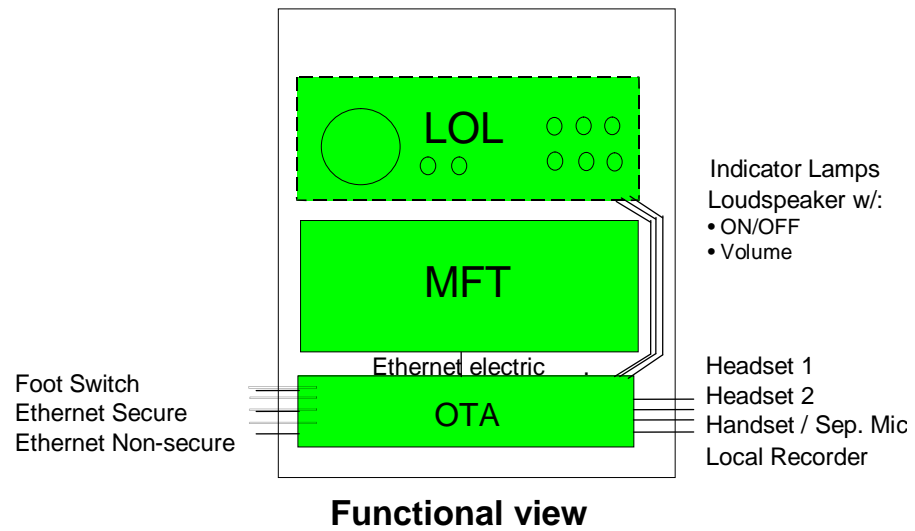 LOL
Indicator Lamps
Loudspeaker w/:
• ON/OFF
• Volume
MFT
Ethernet electric .
Foot Switch
Ethernet Secure
Ethernet Non-secure
OTA
Headset 1
Headset 2
Handset / Sep. Mic
Local Recorder
Functional view